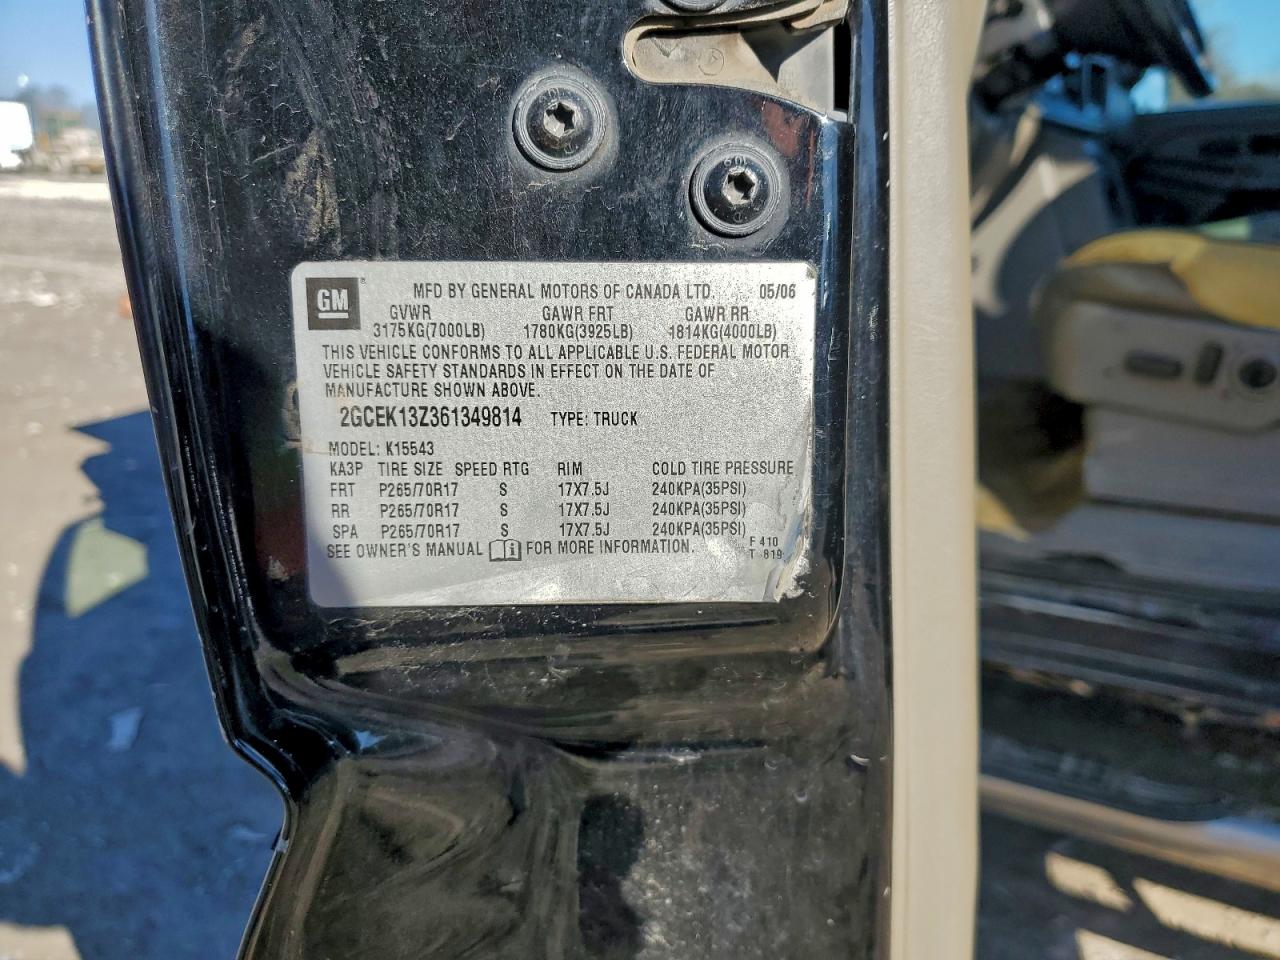 GM ® MFD BY GENERAL MOTORS OF CANADA LTD. 05/06
GVWR GAWR FRT GAWR RR
3175KG(7000LB) 1780KG(3925LB) 1814KG(4000LB)
THIS VEHICLE CONFORMS TO ALL APPLICABLE U.S. FEDERAL MOTOR
VEHICLE SAFETY STANDARDS IN EFFECT ON THE DATE OF
MANUFACTURE SHOWN ABOVE.
2GCEK13Z361349814 TYPE: TRUCK
MODEL: K15543
KA3P TIRE SIZE SPEED RTG RIM COLD TIRE PRESSURE
FRT P265/70R17 S 17X7.5J 240KPA(35PSI)
RR P265/70R17 S 17X7.5J 240KPA(35PSI)
SPA P265/70R17 S 17X7.5J 240KPA(35PSI)
SEE OWNER'S MANUAL FOR MORE INFORMATION. F 410
T 819